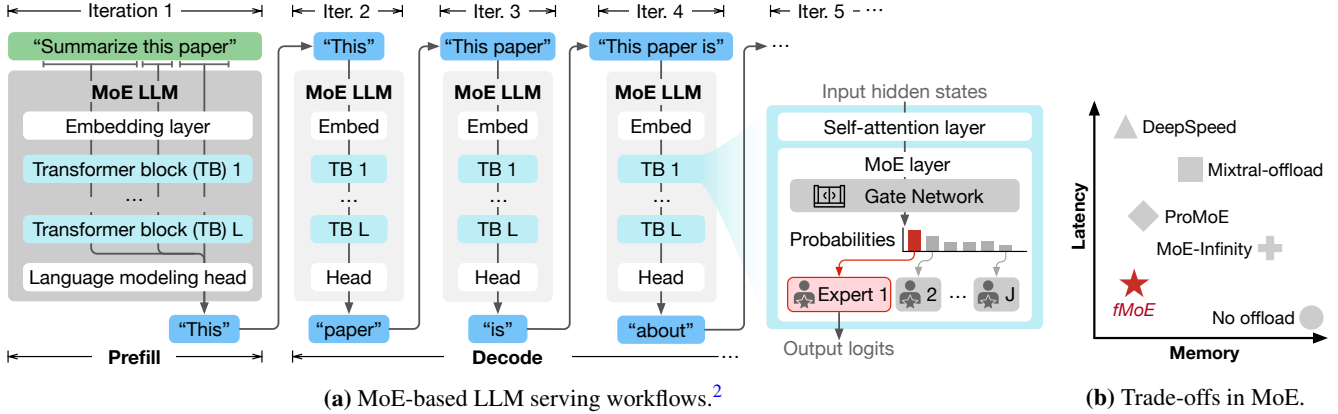 Iteration 1
Iter. 2
Iter. 3
Iter. 4
Iter. 5 ...
“Summarize this paper”
“This”
“This paper”
“This paper is”
...
MoE LLM
Embedding layer
Transformer block (TB) 1
...
Transformer block (TB) L
Language modeling head
“This”
Prefill
MoE LLM
Embed
TB 1
...
TB L
Head
“paper”
MoE LLM
Embed
TB 1
...
TB L
Head
“is”
MoE LLM
Embed
TB 1
...
TB L
Head
“about”
Decode
...
Input hidden states
Self-attention layer
MoE layer
Gate Network
Probabilities
Expert 1
2
...
J
Output logits
(a) MoE-based LLM serving workflows.2
Latency
DeepSpeed
Mixtral-offload
ProMoE
MoE-Infinity
fMoE
No offload
Memory
(b) Trade-offs in MoE.